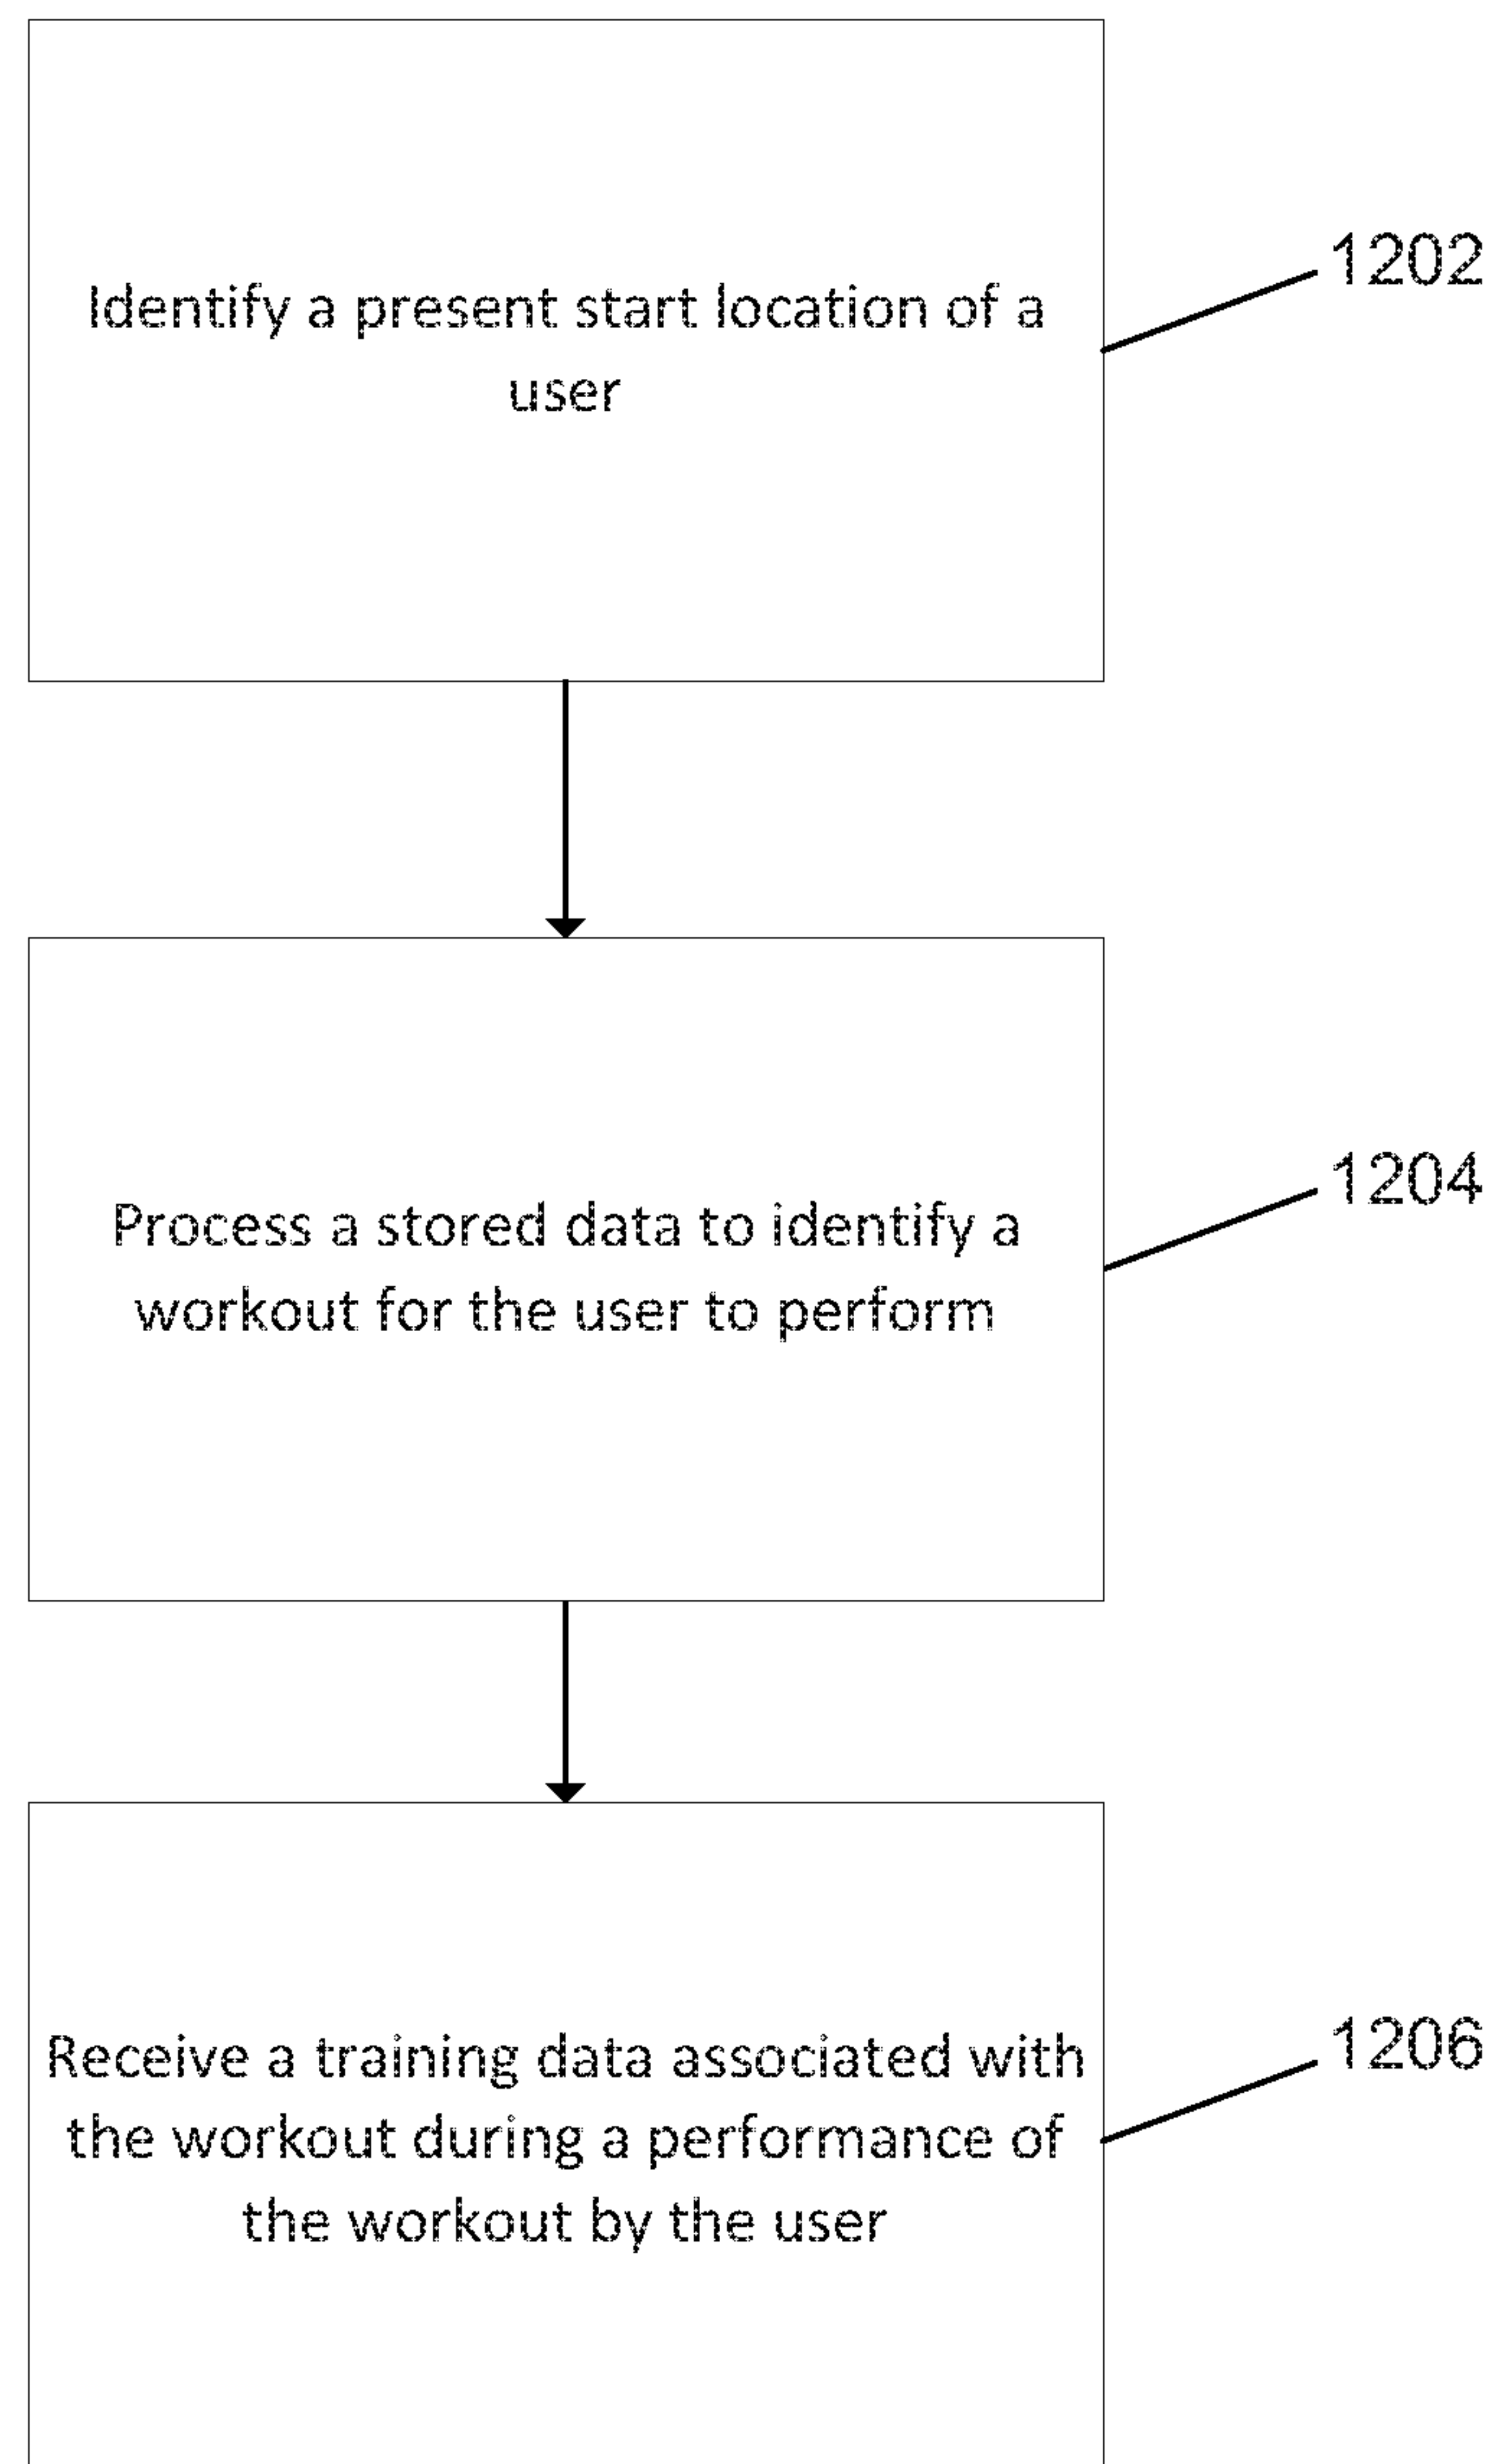 Identify a present start location of a
user
1202
Process a stored data to identify a
workout for the user to perform
1204
Receive a training data associated with
the workout during a performance of
the workout by the user
1206